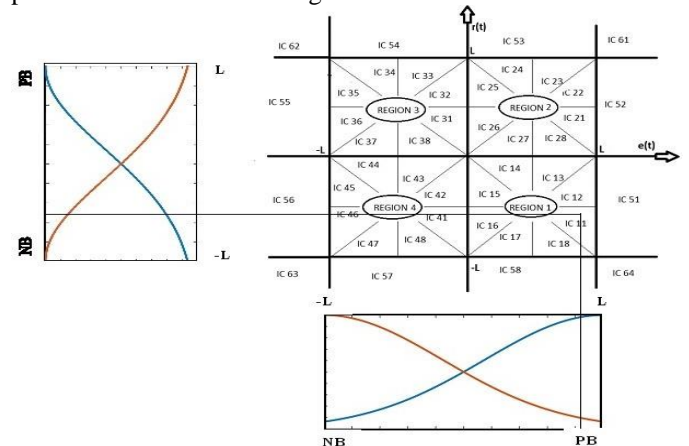 r(t)
IC 62
IC 54
L
IC 53
IC 61
PB
L
IC 34
IC 33
IC 24
IC 23
IC 55
IC 35
IC 32
IC 25
IC 22
IC 52
REGION 3
REGION 2
IC 36
IC 31
IC 21
IC 26
IC 37
IC 38
IC 27
IC 28
-L
L
e(t)
IC 44
IC 14
IC 43
IC 13
IC 56
IC 45
IC 42
IC 15
IC 12
IC 51
IC 46
REGION 4
IC 41
REGION 1
IC 11
IC 16
NB
IC 47
IC 48
IC 17
IC 18
-L
-L
IC 63
IC 57
IC 58
IC 64
-L
L
NB
PB